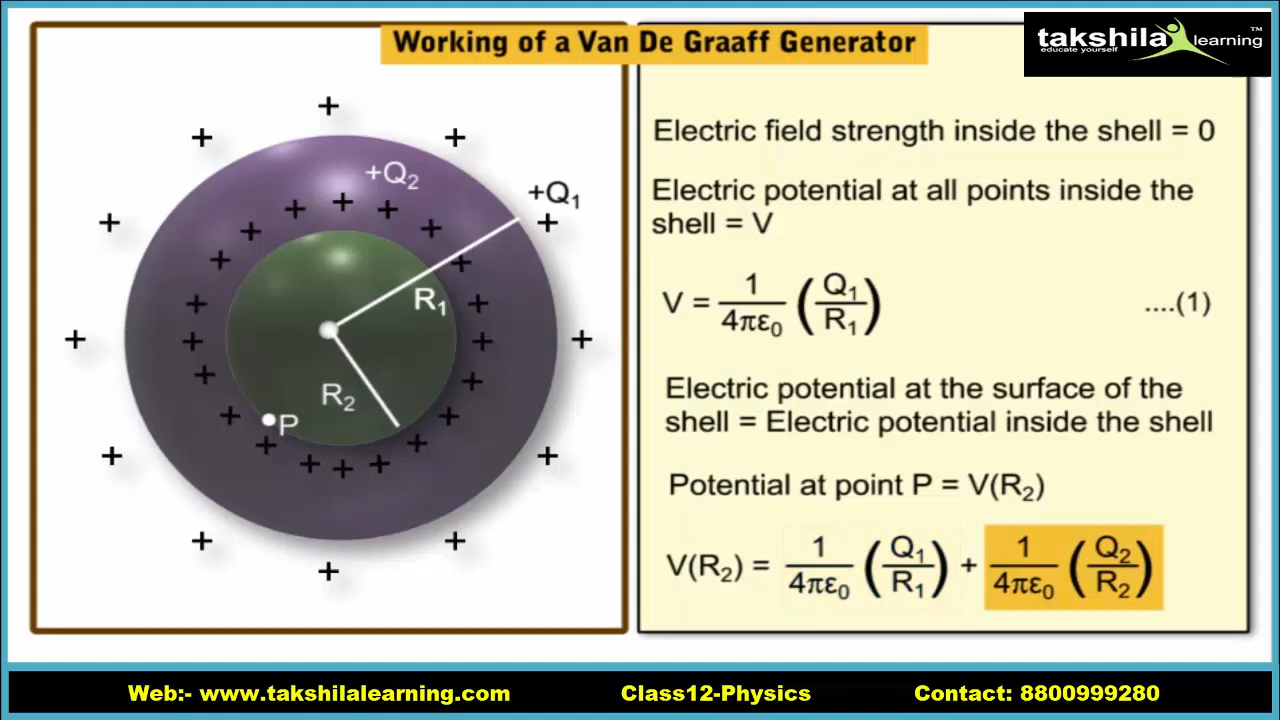 Working of a Van De Graaff Generator
takshila learning ™
educate yourself
+Q₂
+Q₁
R₁
R₂
P
Electric field strength inside the shell = 0
Electric potential at all points inside the
shell = V
V = 1/4πε₀ (Q₁/R₁) ....(1)
Electric potential at the surface of the
shell = Electric potential inside the shell
Potential at point P = V(R₂)
V(R₂) = 1/4πε₀ (Q₁/R₁) + 1/4πε₀ (Q₂/R₂)
Web:- www.takshilalearning.com Class12-Physics Contact: 8800999280